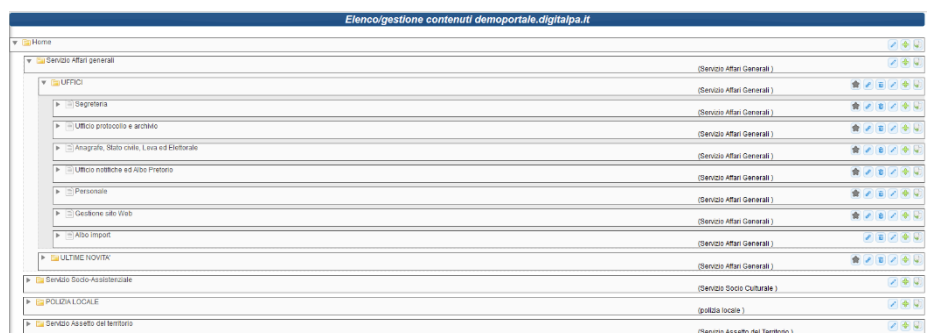 Elenco/gestione contenuti demoportale.digitalpa.it
Home
Servizio Affari generali
(Servizio Affari Generali )
UFFICI
(Servizio Affari Generali )
Segreteria
(Servizio Affari Generali )
Ufficio protocollo e archivio
(Servizio Affari Generali )
Anagrafe, Stato civile, Leva ed Elettorale
(Servizio Affari Generali )
Ufficio notifiche ed Albo Pretorio
(Servizio Affari Generali )
Personale
(Servizio Affari Generali )
Gestione sito Web
(Servizio Affari Generali )
Albo Import
(Servizio Affari Generali )
ULTIME NOVITA'
(Servizio Affari Generali )
Servizio Socio-Assistenziale
(Servizio Socio Culturale )
POLIZIA LOCALE
(polizia locale )
Servizio Assetto del territorio
(Servizio Assetto del Territorio )